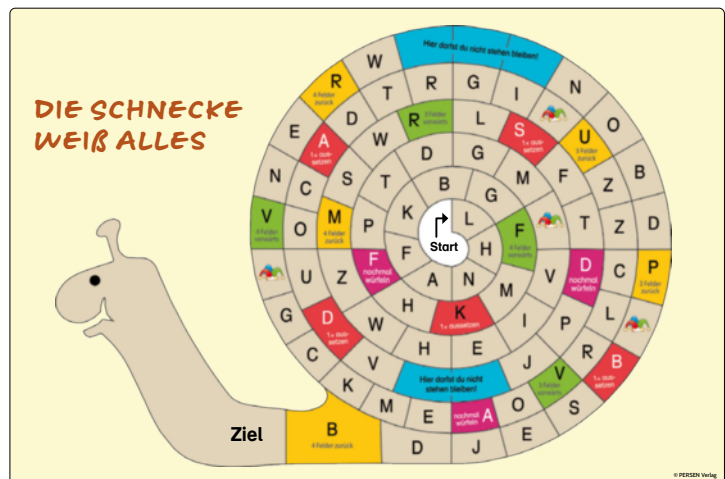 DIE SCHNECKE
WEIß ALLES
Start
L
H
N
A
F
K
B
G
F
4 Felder
vorwärts
M
K
1x aussetzen
H
F
nochmal
würfeln
P
T
D
G
M
V
I
E
H
W
Z
M
4 Felder
zurück
S
W
R
3 Felder
vorwärts
L
S
1x aus-
setzen
F
T
D
nochmal
würfeln
P
J
Hier darfst du nicht
stehen bleiben!
V
D
1x aus-
setzen
U
O
C
A
1x aus-
setzen
D
T
R
G
I
U
3 Felder
zurück
Z
Z
C
L
R
V
3 Felder
vorwärts
O
A
nochmal
würfeln
E
M
K
C
G
V
4 Felder
vorwärts
N
E
R
4 Felder
zurück
W
Hier darfst du nicht stehen bleiben!
N
O
B
D
P
Felder
zurück
B
1x aus-
setzen
S
E
J
D
B
4 Felder zurück
Ziel
© PERSEN Verlag